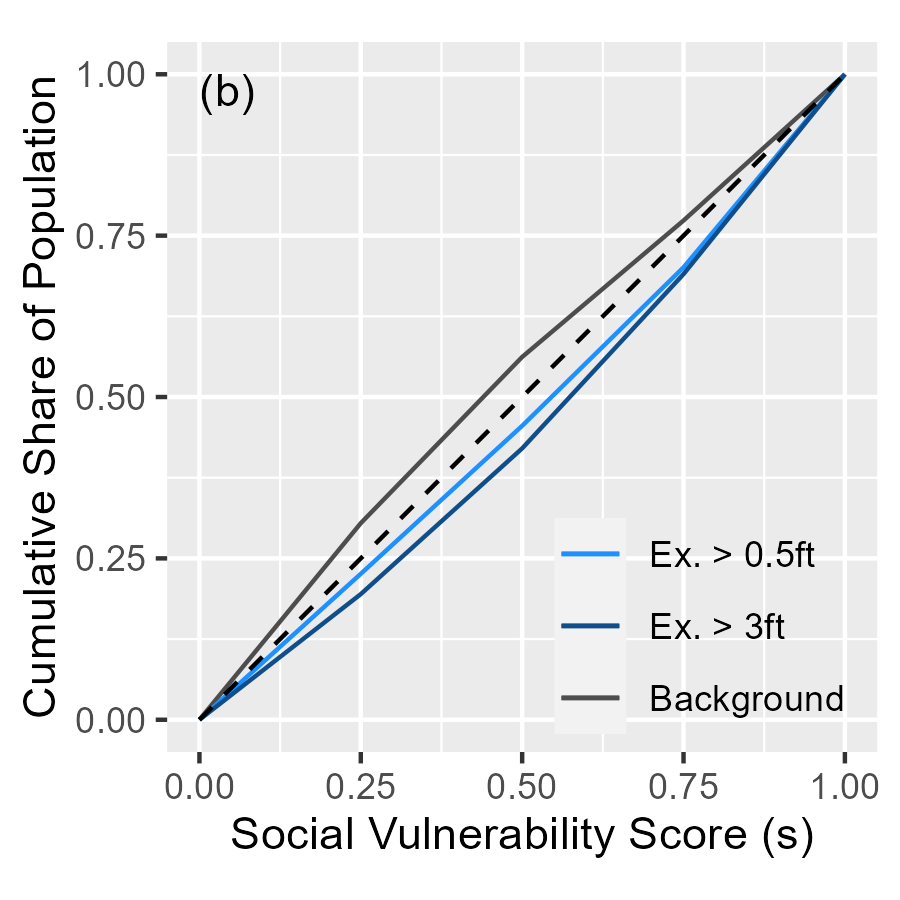 (b)
Cumulative Share of Population
1.00
0.75
0.50
0.25
0.00
Ex. > 0.5ft
Ex. > 3ft
Background
0.00 0.25 0.50 0.75 1.00
Social Vulnerability Score (s)